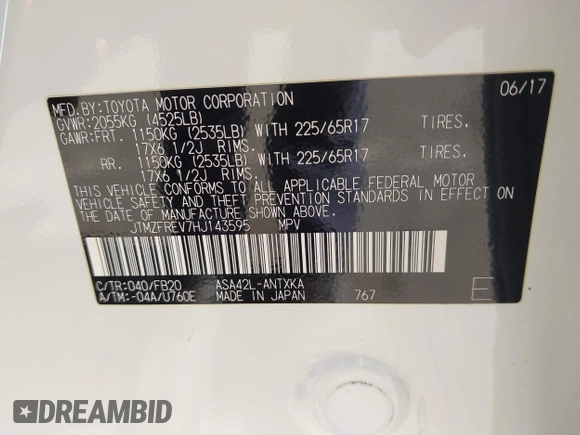 MFD.BY:TOYOTA MOTOR CORPORATION 06/17
GVWR:2055KG (4525LB)
GAWR:FRT. 1150KG (2535LB) WITH 225/65R17 TIRES,
17X6 1/2J RIMS.
RR. 1150KG (2535LB) WITH 225/65R17 TIRES,
17X6 1/2J RIMS.
THIS VEHICLE CONFORMS TO ALL APPLICABLE FEDERAL MOTOR
VEHICLE SAFETY AND THEFT PREVENTION STANDARDS IN EFFECT
ON THE DATE OF MANUFACTURE SHOWN ABOVE.
JTMZFREV7HJ143595 MPV
C/TR:040/FB20 ASA42L-ANTXKA
A/TM:-04A/U760E MADE IN JAPAN 767 E
DREAMBID